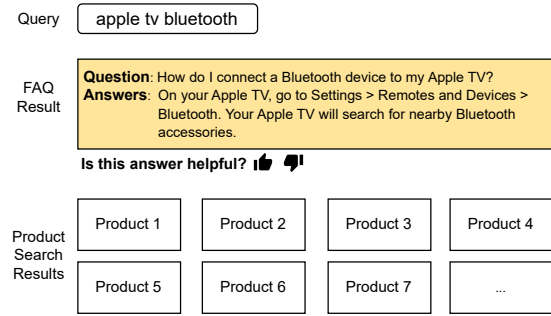 Query
apple tv bluetooth
FAQ
Result
Question: How do I connect a Bluetooth device to my Apple TV?
Answers: On your Apple TV, go to Settings > Remotes and Devices >
Bluetooth. Your Apple TV will search for nearby Bluetooth
accessories.
Is this answer helpful?
Product
Search
Results
Product 1
Product 2
Product 3
Product 4
Product 5
Product 6
Product 7
...